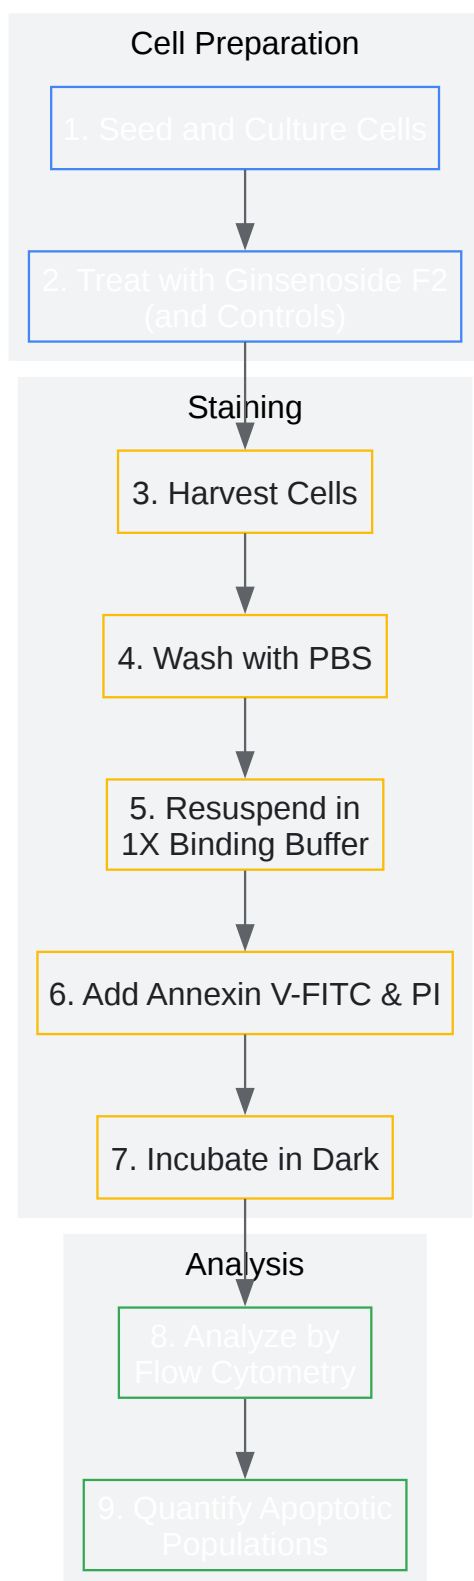 Cell Preparation
1. Seed and Culture Cells
2. Treat with Ginsenoside F2
(and Controls)
Staining
3. Harvest Cells
4. Wash with PBS
5. Resuspend in
1X Binding Buffer
6. Add Annexin V-FITC & PI
7. Incubate in Dark
Analysis
8. Analyze by
Flow Cytometry
9. Quantify Apoptotic
Populations